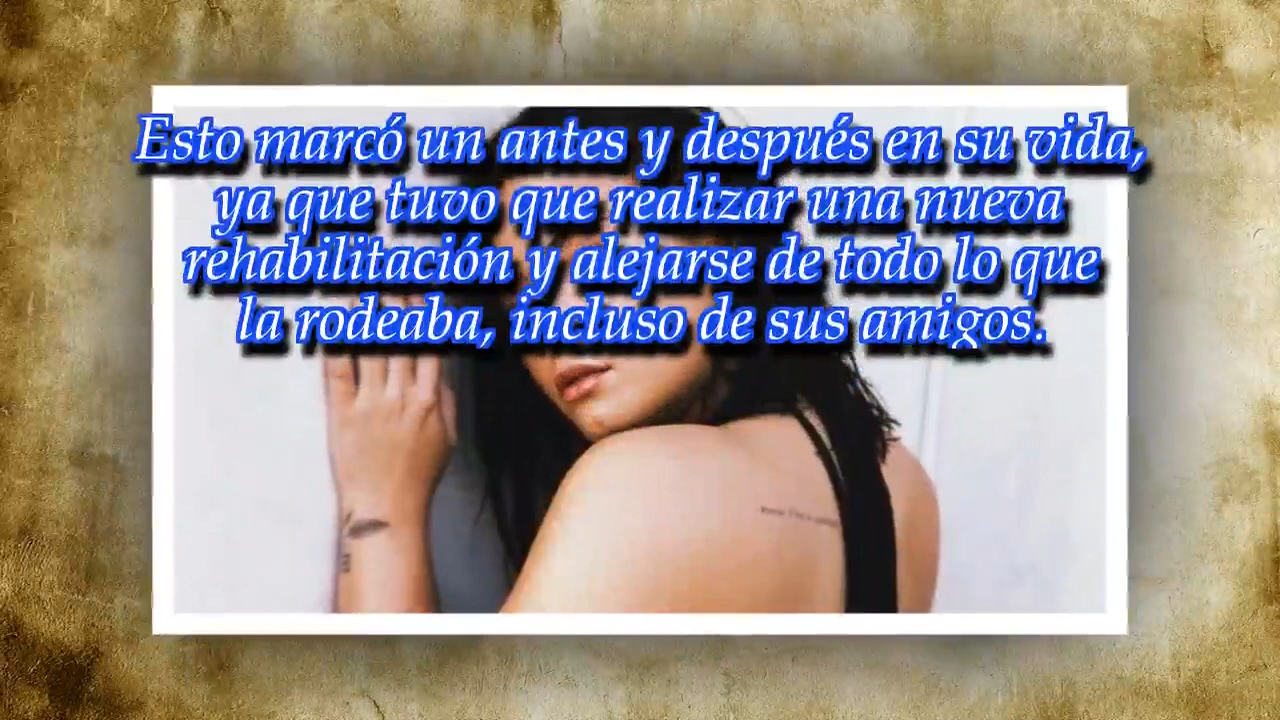 Esto marcó un antes y después en su vida,
ya que tuvo que realizar una nueva
rehabilitación y alejarse de todo lo que
la rodeaba, incluso de sus amigos.